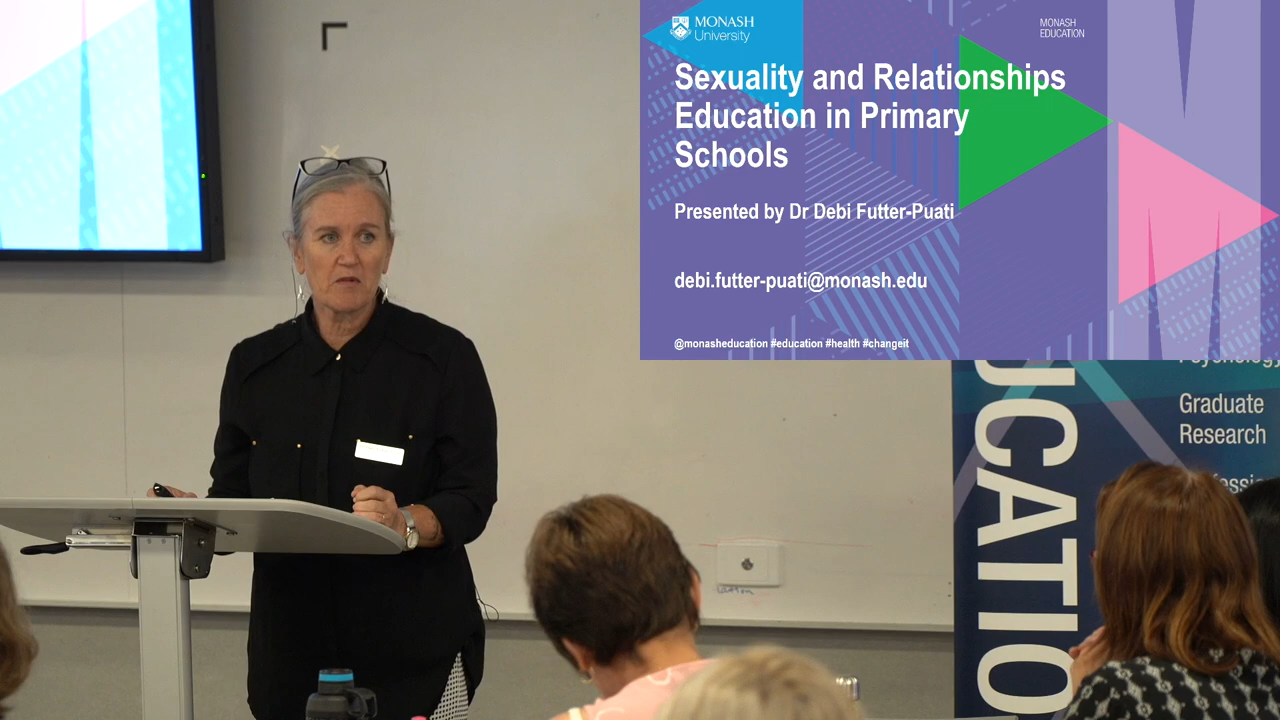 MONASH
University
MONASH
EDUCATION
Sexuality and Relationships
Education in Primary
Schools
Presented by Dr Debi Futter-Puati
debi.futter-puati@monash.edu
@monasheducation #education #health #changeit
Psychology
Graduate
Research
UCATIO